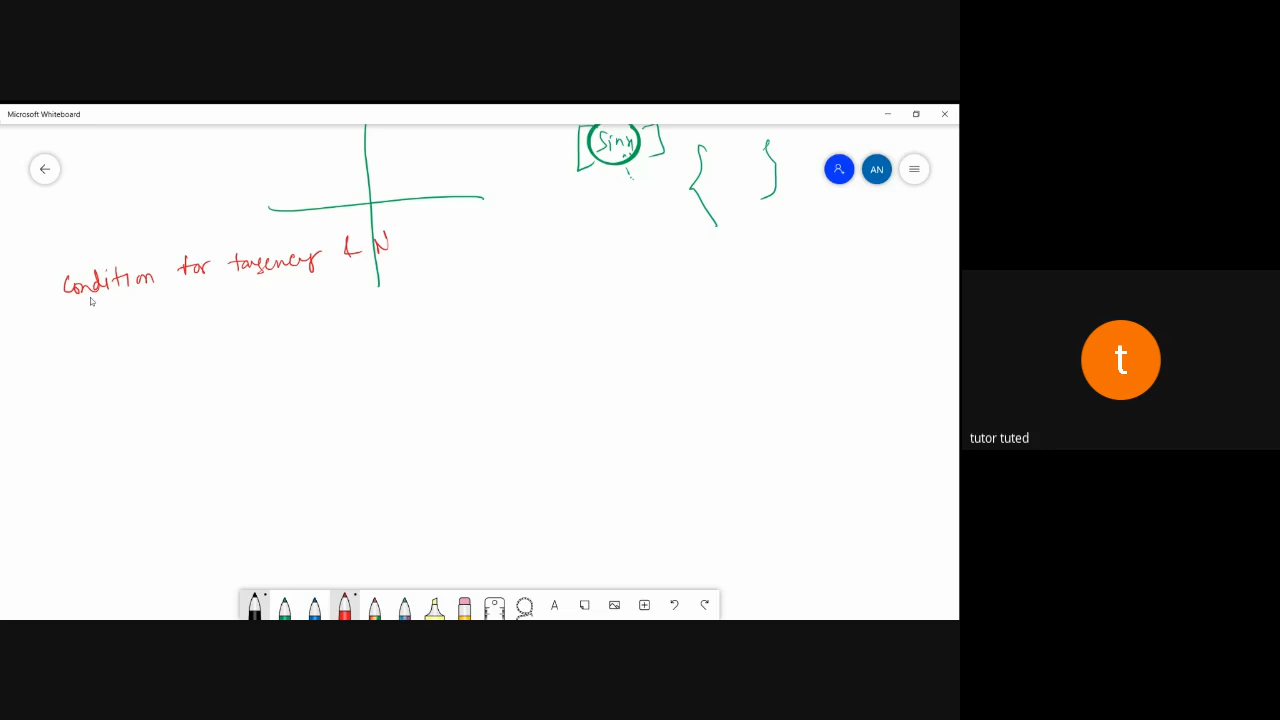 Microsoft Whiteboard
[sinx]
{ }
AN
Condition for tangency & N
t
tutor tuted
A